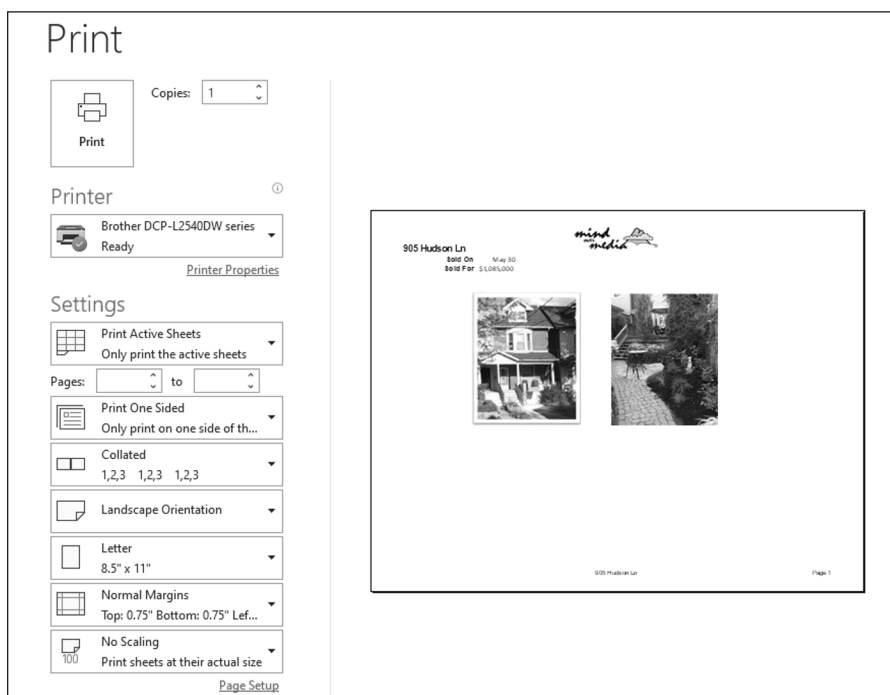 Print
Copies: 1
Print
Printer
Brother DCP-L2540DW series
Ready
Printer Properties
Settings
Print Active Sheets
Only print the active sheets
Pages: to
Print One Sided
Only print on one side of th...
Collated
1,2,3 1,2,3 1,2,3
Landscape Orientation
Letter
8.5" x 11"
Normal Margins
Top: 0.75" Bottom: 0.75" Lef...
No Scaling
100
Print sheets at their actual size
Page Setup
mind
media
905 Hudson Ln
Sold On May 30
Sold For $1,085,000
905 Hudson Ln Page 1